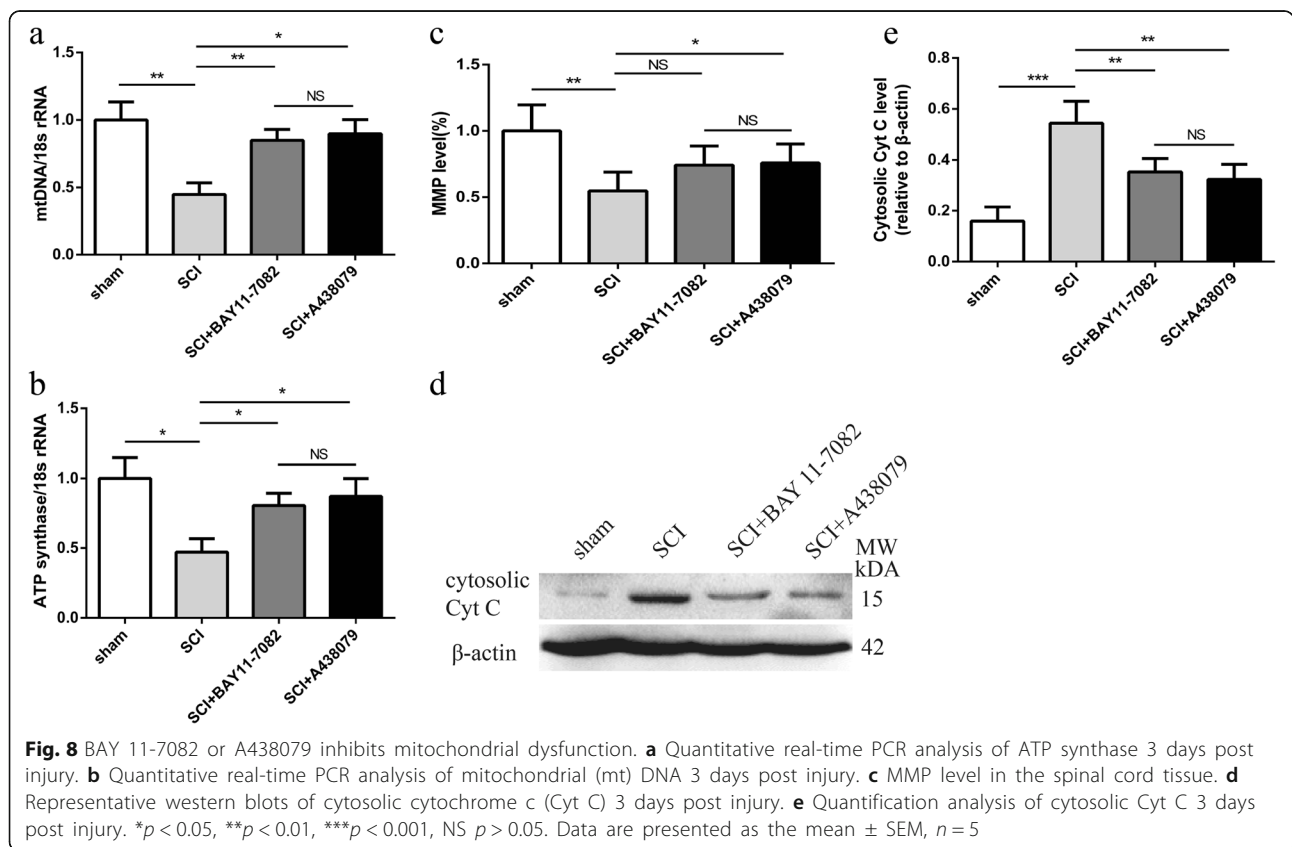 a
mtDNA/18s rRNA
1.5
1.0
0.5
0.0
**
**
*
NS
sham
SCI
SCI+BAY11-7082
SCI+A438079
c
MMP level(%)
1.5
1.0
0.5
0.0
**
NS
*
NS
sham
SCI
SCI+BAY11-7082
SCI+A438079
e
Cytosolic Cyt C level
(relative to β-actin)
0.8
0.6
0.4
0.2
0.0
***
**
**
NS
sham
SCI
SCI+BAY11-7082
SCI+A438079
b
ATP synthase/18s rRNA
1.5
1.0
0.5
0.0
*
*
*
NS
sham
SCI
SCI+BAY11-7082
SCI+A438079
d
sham
SCI
SCI+BAY 11-7082
SCI+A438079
MW
kDA
cytosolic
Cyt C
15
β-actin
42
Fig. 8 BAY 11-7082 or A438079 inhibits mitochondrial dysfunction. a Quantitative real-time PCR analysis of ATP synthase 3 days post
injury. b Quantitative real-time PCR analysis of mitochondrial (mt) DNA 3 days post injury. c MMP level in the spinal cord tissue. d
Representative western blots of cytosolic cytochrome c (Cyt C) 3 days post injury. e Quantification analysis of cytosolic Cyt C 3 days
post injury. *p < 0.05, **p < 0.01, ***p < 0.001, NS p > 0.05. Data are presented as the mean ± SEM, n = 5